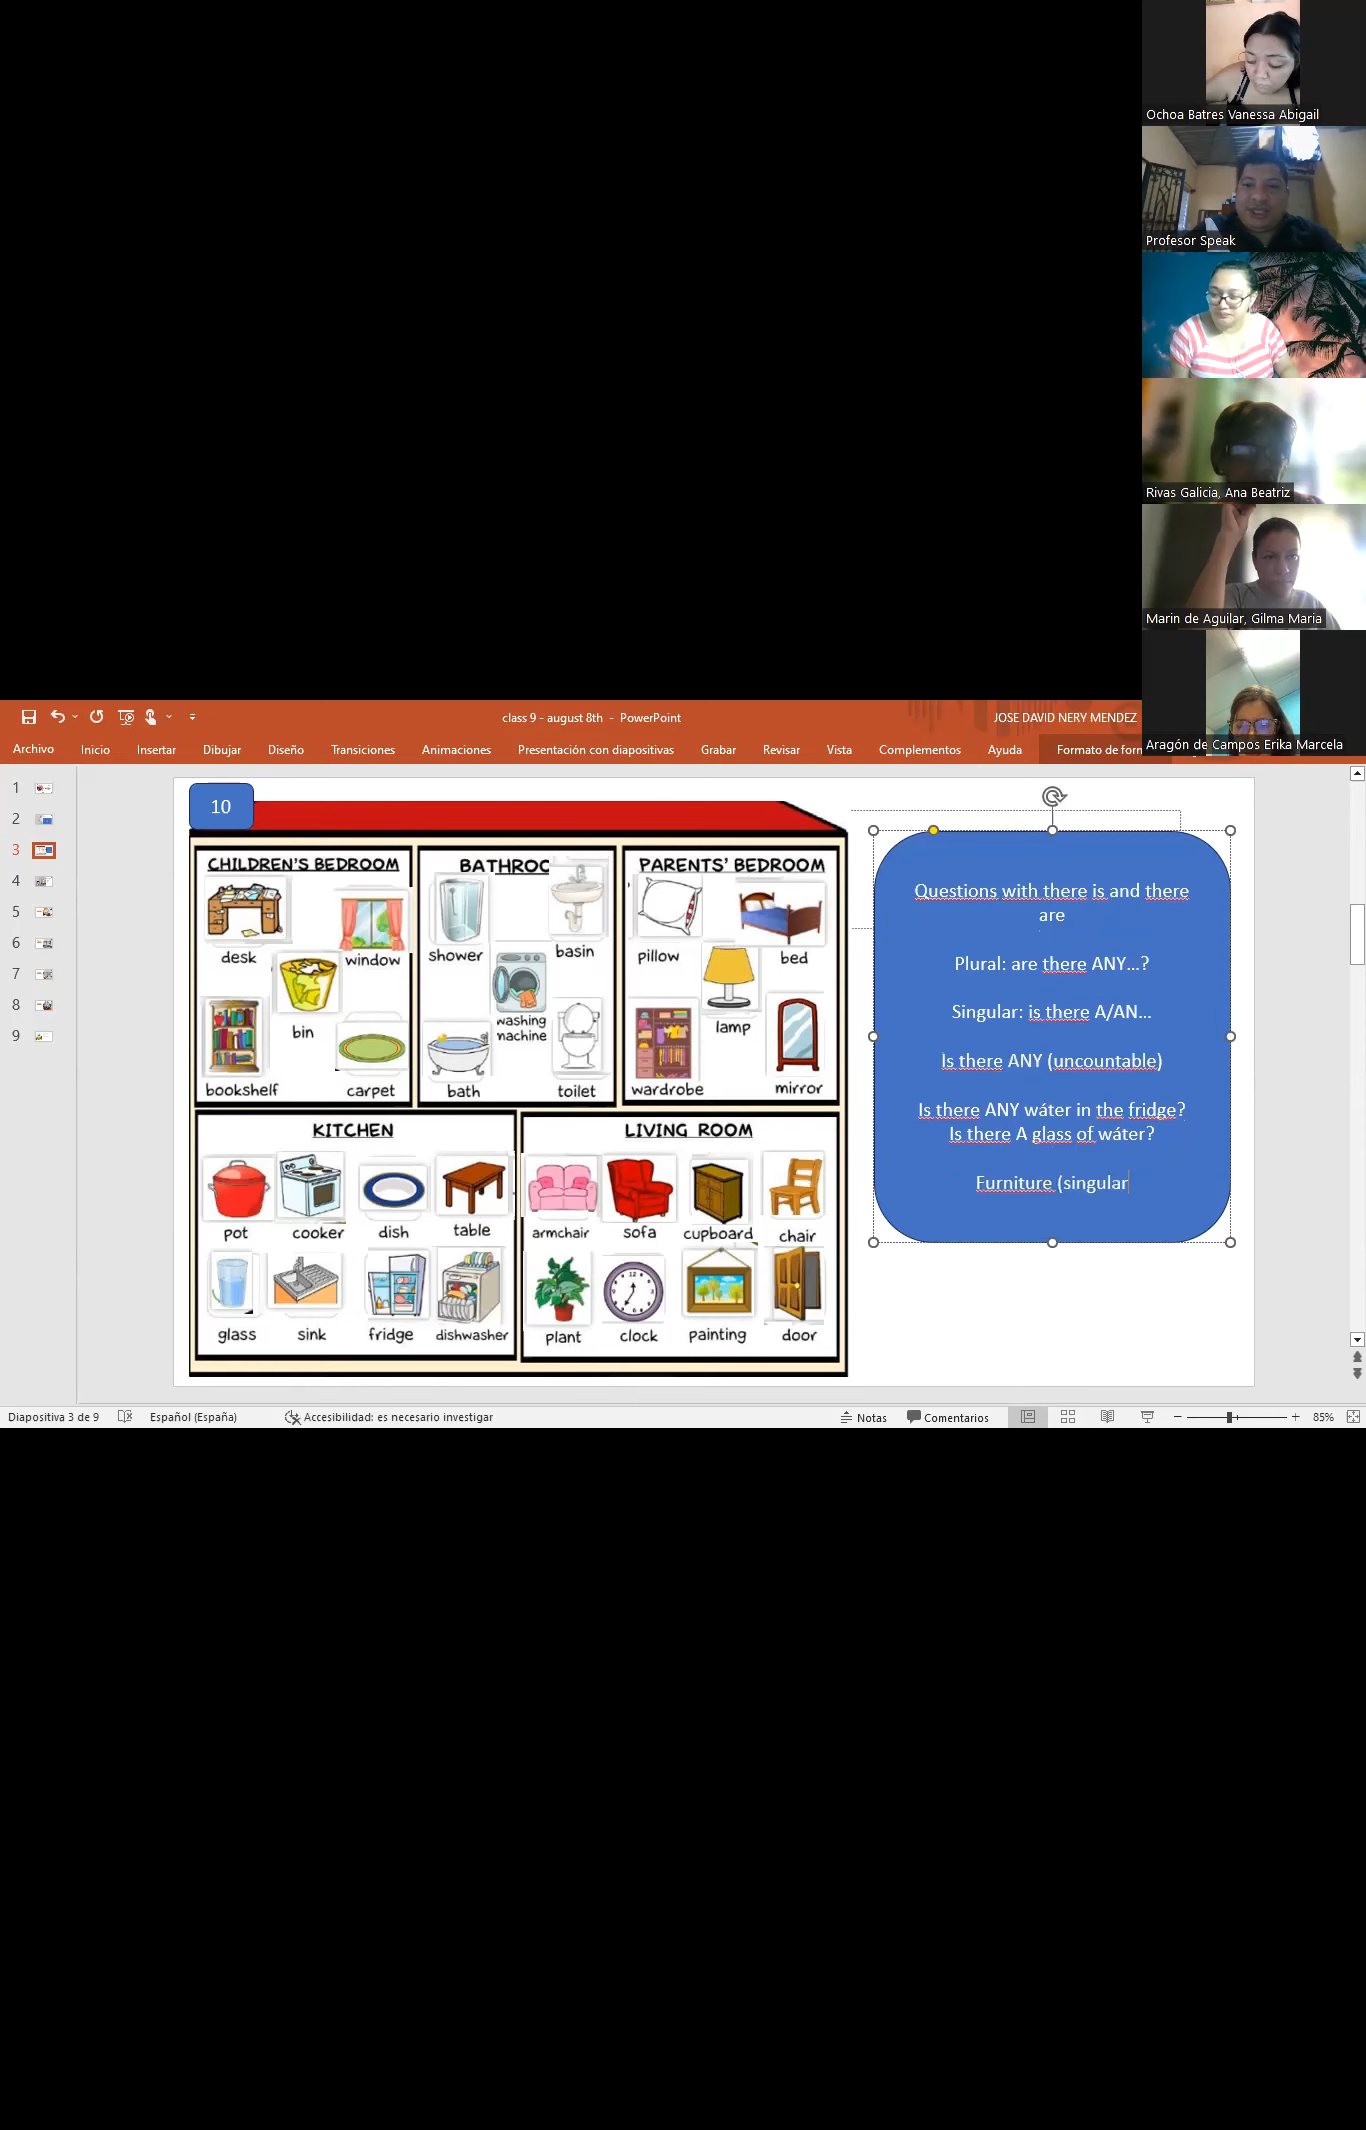 Ochoa Batres Vanessa Abigail
Profesor Speak
Rivas Galicia, Ana Beatriz
Marin de Aguilar, Gilma Maria
Aragón de Campos Erika Marcela
class 9 - august 8th - PowerPoint
JOSE DAVID NERY MENDEZ
Archivo Inicio Insertar Dibujar Diseño Transiciones Animaciones Presentación con diapositivas Grabar Revisar Vista Complementos Ayuda Formato de form
1
2
3
4
5
6
7
8
9
10
CHILDREN'S BEDROOM
desk
window
bin
bookshelf
carpet
BATHROO
shower
basin
washing
machine
bath
toilet
PARENTS' BEDROOM
pillow
bed
lamp
wardrobe
mirror
KITCHEN
pot cooker dish table
glass sink fridge dishwasher
LIVING ROOM
armchair sofa cupboard chair
plant clock painting door
Questions with there is and there
are
Plural: are there ANY...?
Singular: is there A/AN...
Is there ANY (uncountable)
Is there ANY wáter in the fridge?
Is there A glass of wáter?
Furniture (singular
Diapositiva 3 de 9 Español (España) Accesibilidad: es necesario investigar Notas Comentarios 85%